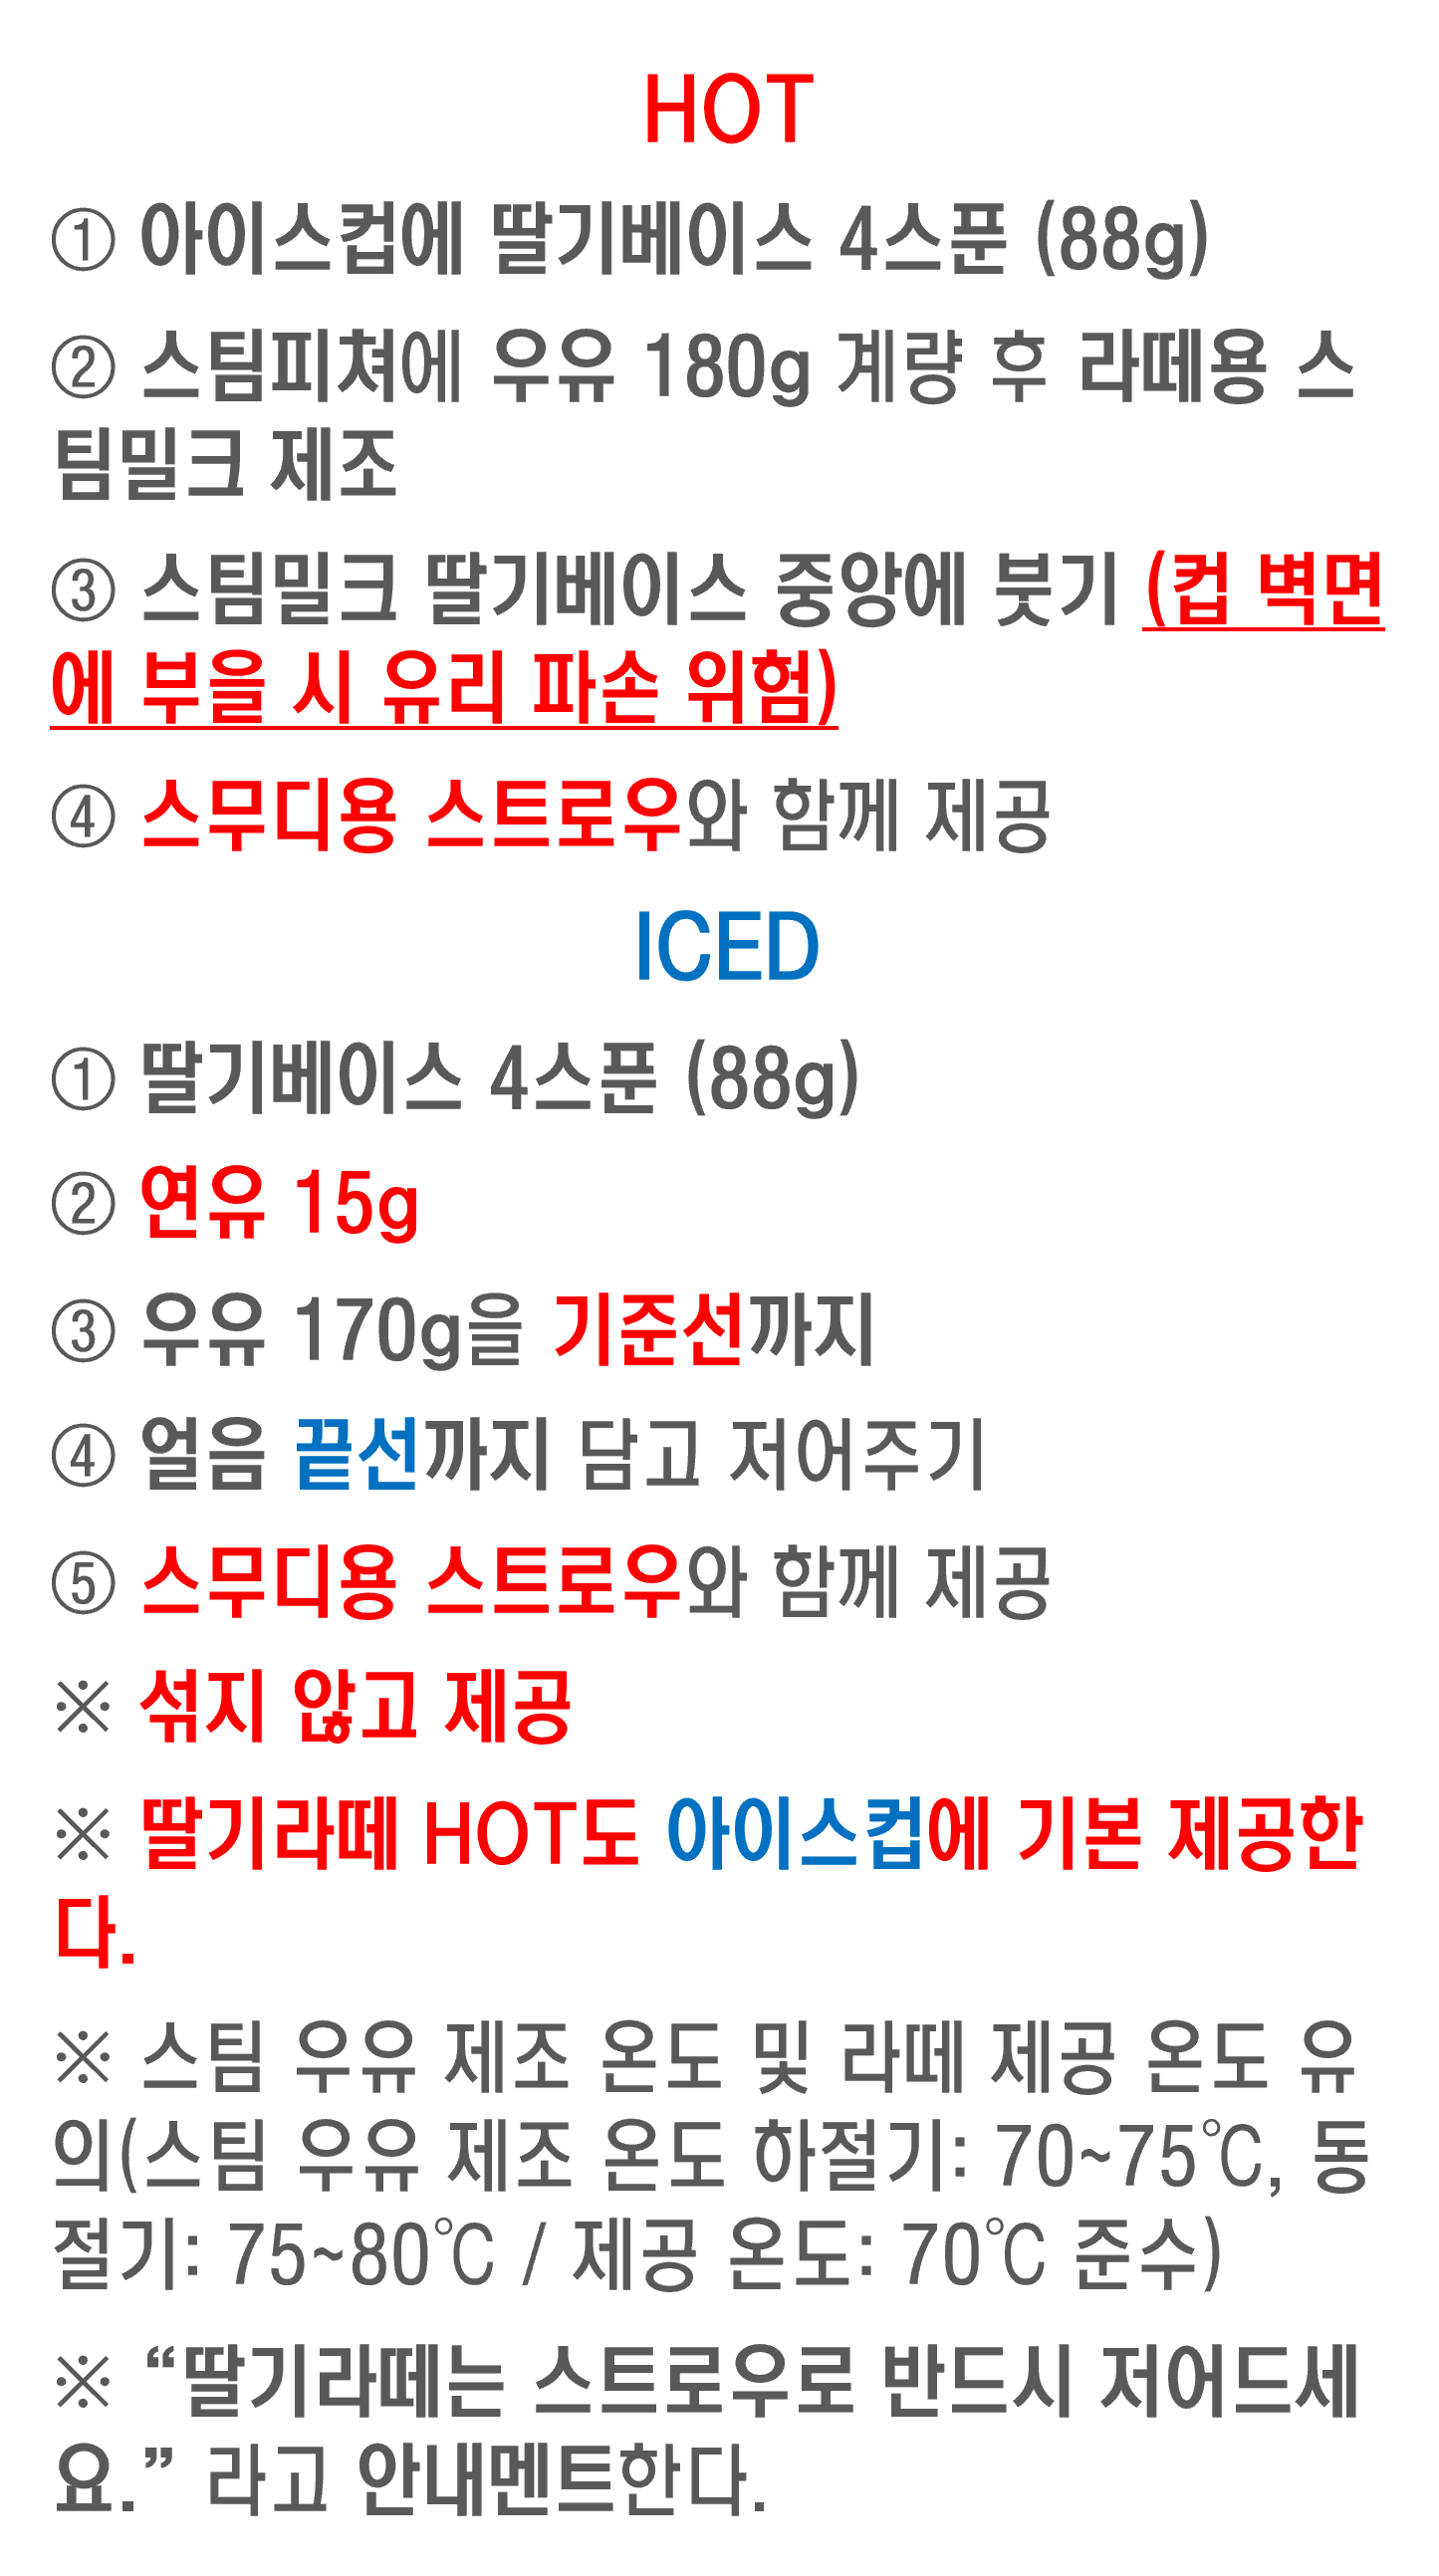 HOT
① 아이스컵에 딸기베이스 4스푼 (88g)
② 스팀피쳐에 우유 180g 계량 후 라떼용 스
팀밀크 제조
③ 스팀밀크 딸기베이스 중앙에 붓기 (컵 벽면
에 부을 시 유리 파손 위험)
④ 스무디용 스트로우와 함께 제공
ICED
① 딸기베이스 4스푼 (88g)
② 연유 15g
③ 우유 170g을 기준선까지
④ 얼음 끝선까지 담고 저어주기
⑤ 스무디용 스트로우와 함께 제공
※ 섞지 않고 제공
※ 딸기라떼 HOT도 아이스컵에 기본 제공한
다.
※ 스팀 우유 제조 온도 및 라떼 제공 온도 유
의(스팀 우유 제조 온도 하절기: 70~75℃, 동
절기: 75~80℃ / 제공 온도: 70℃ 준수)
※ “딸기라떼는 스트로우로 반드시 저어드세
요.” 라고 안내멘트한다.